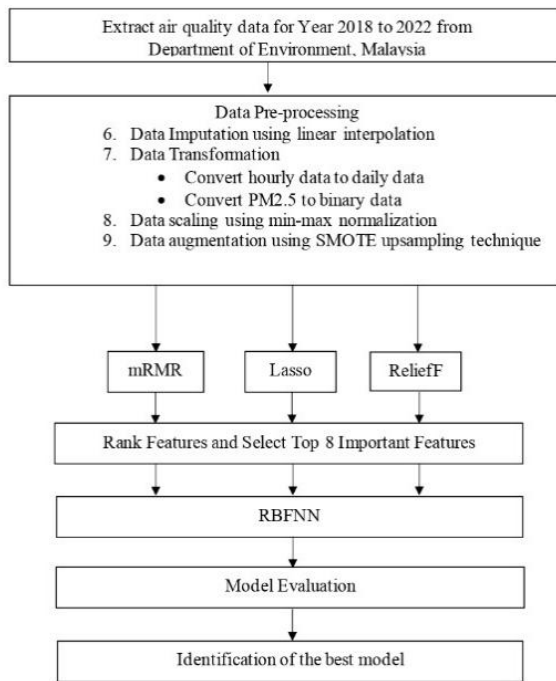 Extract air quality data for Year 2018 to 2022 from
Department of Environment, Malaysia
Data Pre-processing
6. Data Imputation using linear interpolation
7. Data Transformation
• Convert hourly data to daily data
• Convert PM2.5 to binary data
8. Data scaling using min-max normalization
9. Data augmentation using SMOTE upsampling technique
mRMR
Lasso
ReliefF
Rank Features and Select Top 8 Important Features
RBFNN
Model Evaluation
Identification of the best model